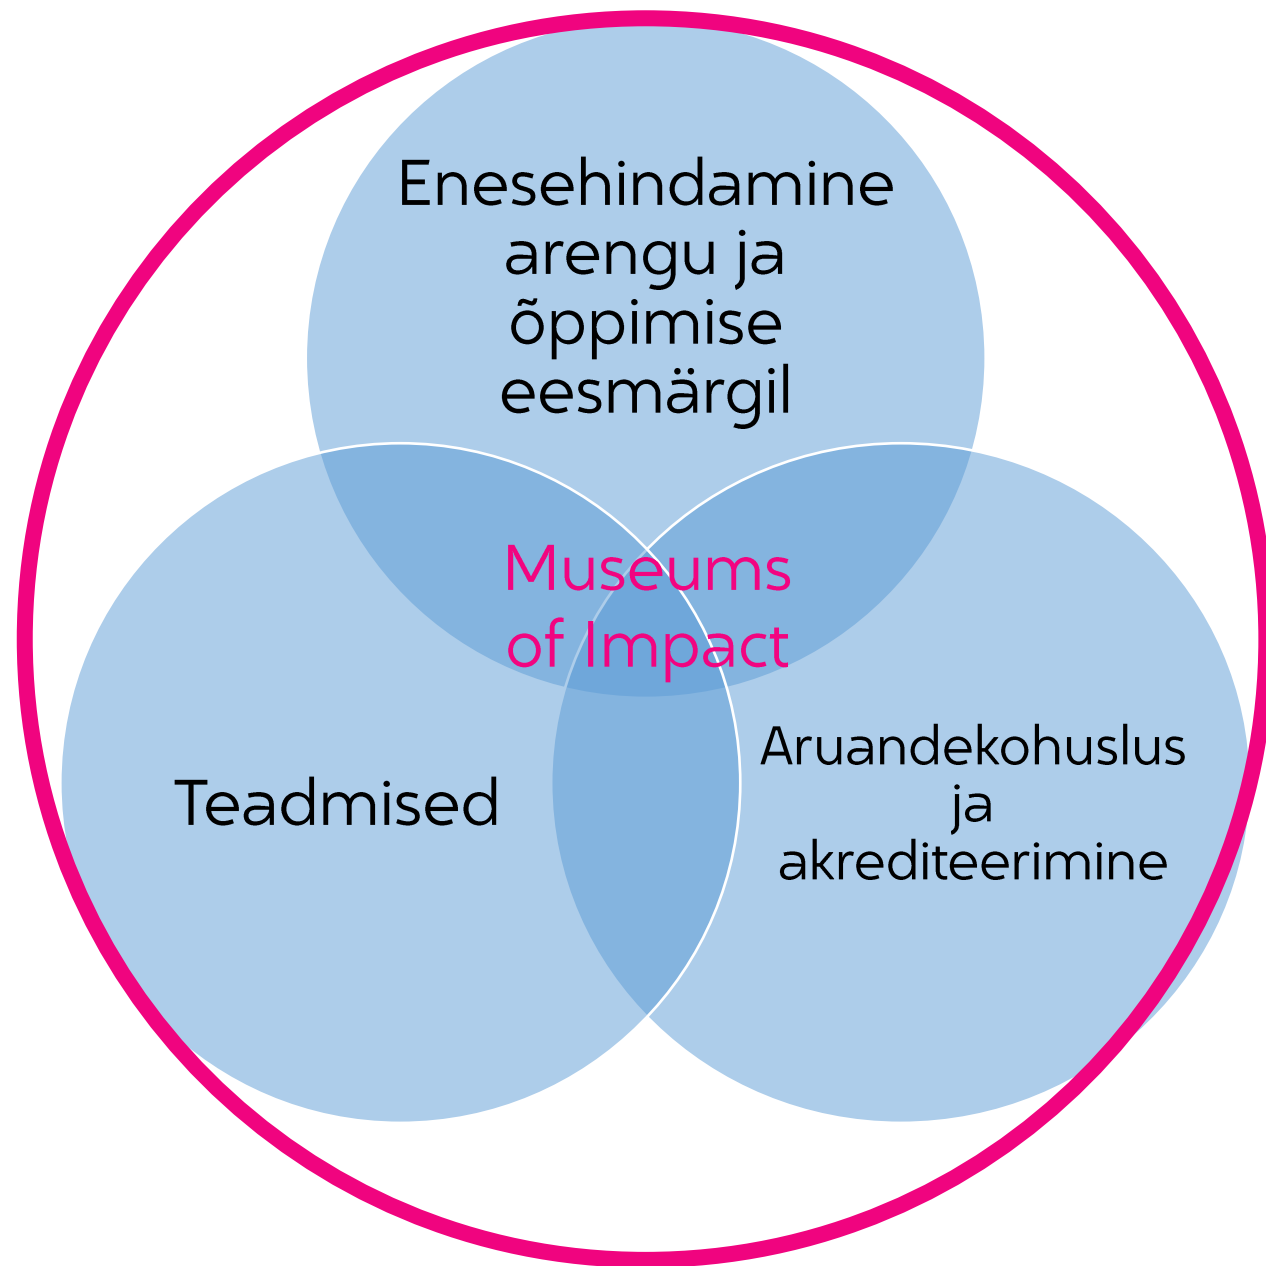 Enesehindamine
arengu ja
õppimise
eesmärgil
Museums
of Impact
Teadmised
Aruandekohuslus
ja
akrediteerimine